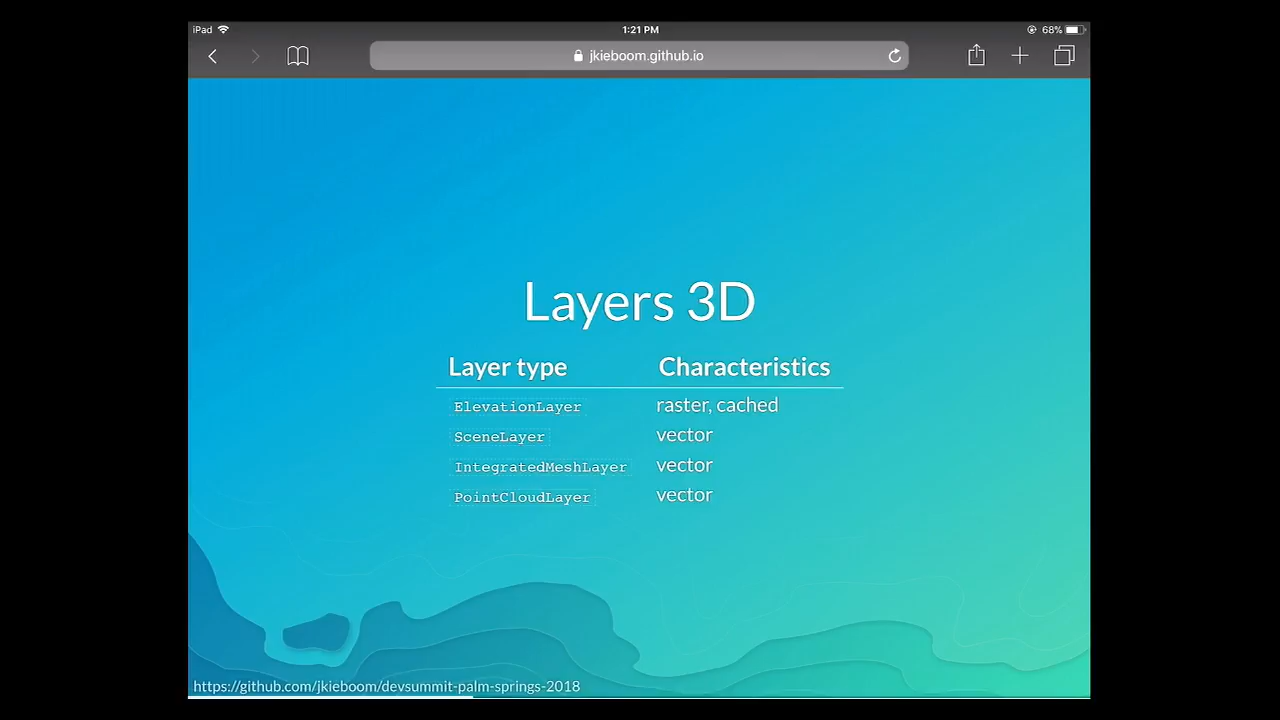 iPad 1:21 PM 68%
jkieboom.github.io
Layers 3D
Layer type Characteristics
ElevationLayer raster, cached
SceneLayer vector
IntegratedMeshLayer vector
PointCloudLayer vector
https://github.com/jkieboom/devsummit-palm-springs-2018